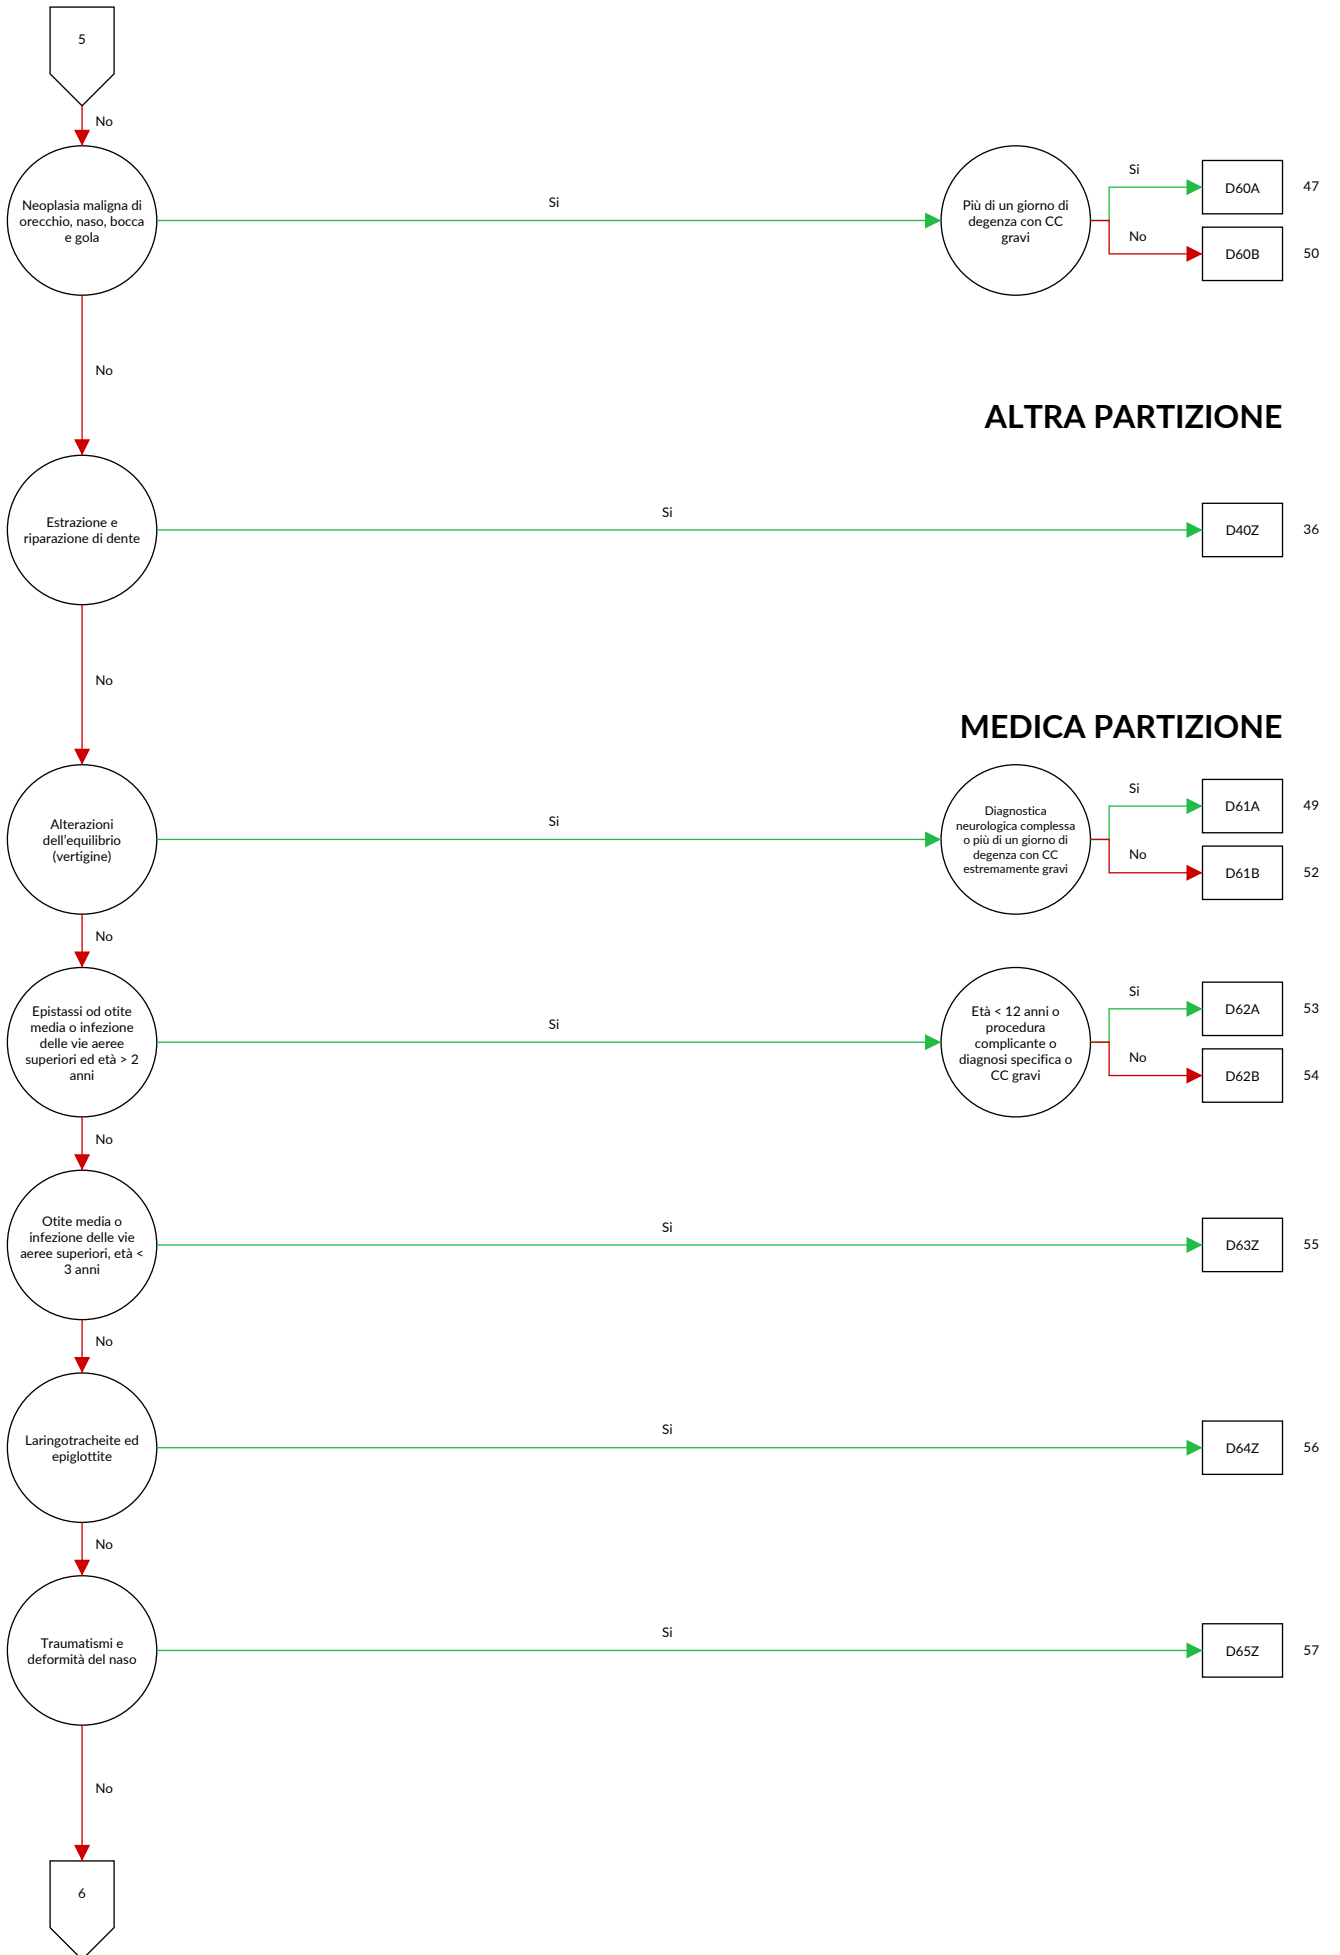 5
No
Neoplasia maligna di
orecchio, naso, bocca
e gola
Si
Più di un giorno di
degenza con CC
gravi
Si
D60A
47
No
D60B
50
No
ALTRA PARTIZIONE
Estrazione e
riparazione di dente
Si
D40Z
36
No
MEDICA PARTIZIONE
Alterazioni
dell'equilibrio
(vertigine)
Si
Diagnostica
neurologica complessa
o più di un giorno di
degenza con CC
estremamente gravi
Si
D61A
49
No
D61B
52
No
Epistassi od otite
media o infezione
delle vie aeree
superiori ed età > 2
anni
Si
Età < 12 anni o
procedura
complicante o
diagnosi specifica o
CC gravi
Si
D62A
53
No
D62B
54
No
Otite media o
infezione delle vie
aeree superiori, età <
3 anni
Si
D63Z
55
No
Laringotracheite ed
epiglottite
Si
D64Z
56
No
Traumatismi e
deformità del naso
Si
D65Z
57
No
6